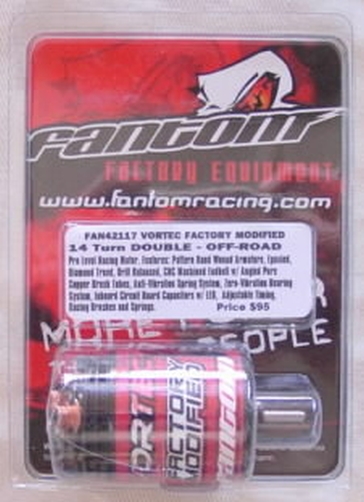 fantom
FACTORY EQUIPMENT
www.fantomracing.com
FAN42117 VORTEC FACTORY MODIFIED
14 Turn DOUBLE - OFF-ROAD
Pro Level Racing Motor. Features: Pattern Hand Wound Armature, Epoxied,
Diamond Trued, Drill Balanced, CNC Machined Endbell w/ Angled Pure
Copper Brush Tubes, Anti-Vibration Spring System, Zero-Vibration Bearing
System, Inboard Circuit Board Capacitors w/ LED, Adjustable Timing,
Racing Brushes and Springs. Price $95
MORE
PEOPLE
FACTORY
MODIFIED
fantom